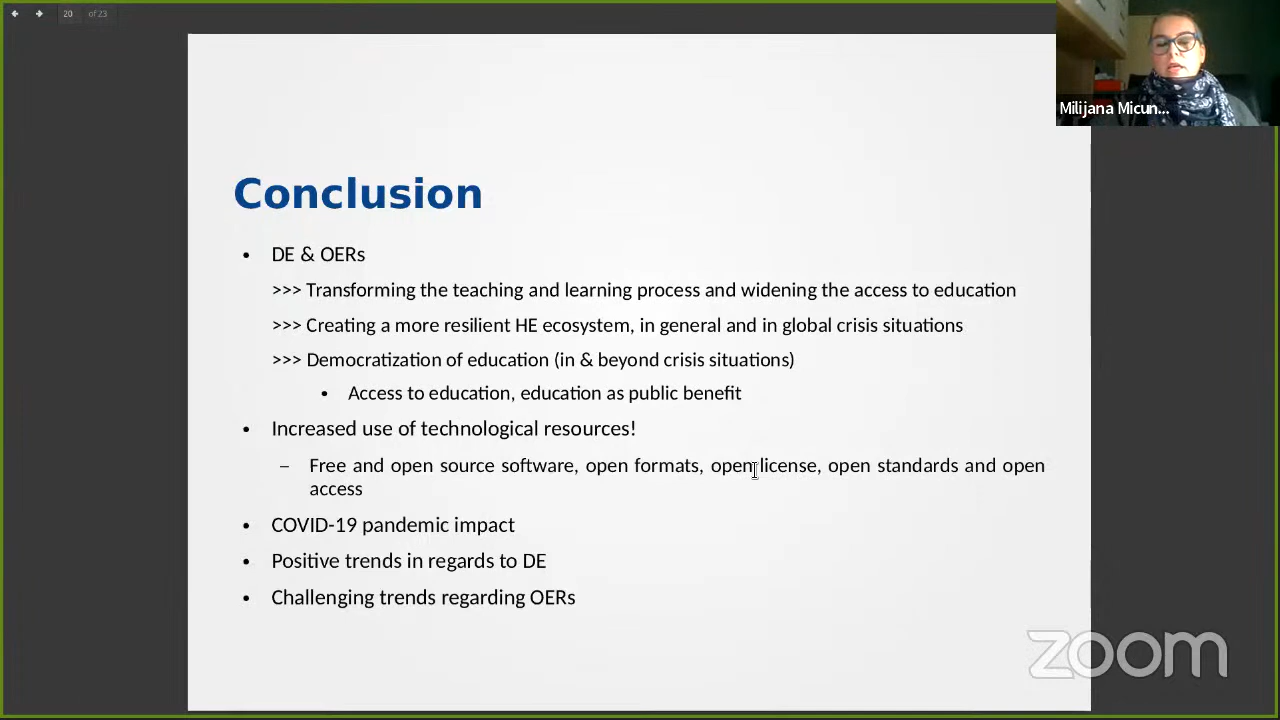 20 of 23
Milijana Micun...
Conclusion
• DE & OERs
>>> Transforming the teaching and learning process and widening the access to education
>>> Creating a more resilient HE ecosystem, in general and in global crisis situations
>>> Democratization of education (in & beyond crisis situations)
• Access to education, education as public benefit
• Increased use of technological resources!
– Free and open source software, open formats, open license, open standards and open
access
• COVID-19 pandemic impact
• Positive trends in regards to DE
• Challenging trends regarding OERs
zoom